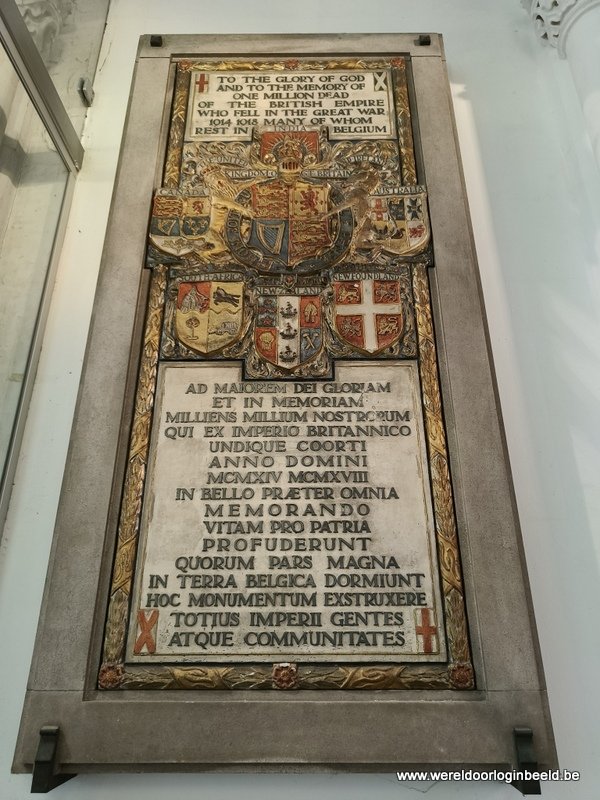 TO THE GLORY OF GOD
AND TO THE MEMORY OF
ONE MILLION DEAD
OF THE BRITISH EMPIRE
WHO FELL IN THE GREAT WAR
1914 1918 MANY OF WHOM
REST IN BELGIUM
INDIA
UNITED KINGDOM OF GT BRITAIN IRELAND
CANADA AUSTRALIA
SOUTH AFRICA NEW ZEALAND NEWFOUNDLAND
AD MAIOREM DEI GLORIAM
ET IN MEMORIAM
MILLIENS MILLIUM NOSTRORUM
QUI EX IMPERIO BRITANNICO
UNDIQUE COORTI
ANNO DOMINI
MCMXIV MCMXVIII
IN BELLO PRÆTER OMNIA
MEMORANDO
VITAM PRO PATRIA
PROFUDERUNT
QUORUM PARS MAGNA
IN TERRA BELGICA DORMIUNT
HOC MONUMENTUM EXSTRUXERE
TOTIUS IMPERII GENTES
ATQUE COMMUNITATES
www.wereldoorloginbeeld.be